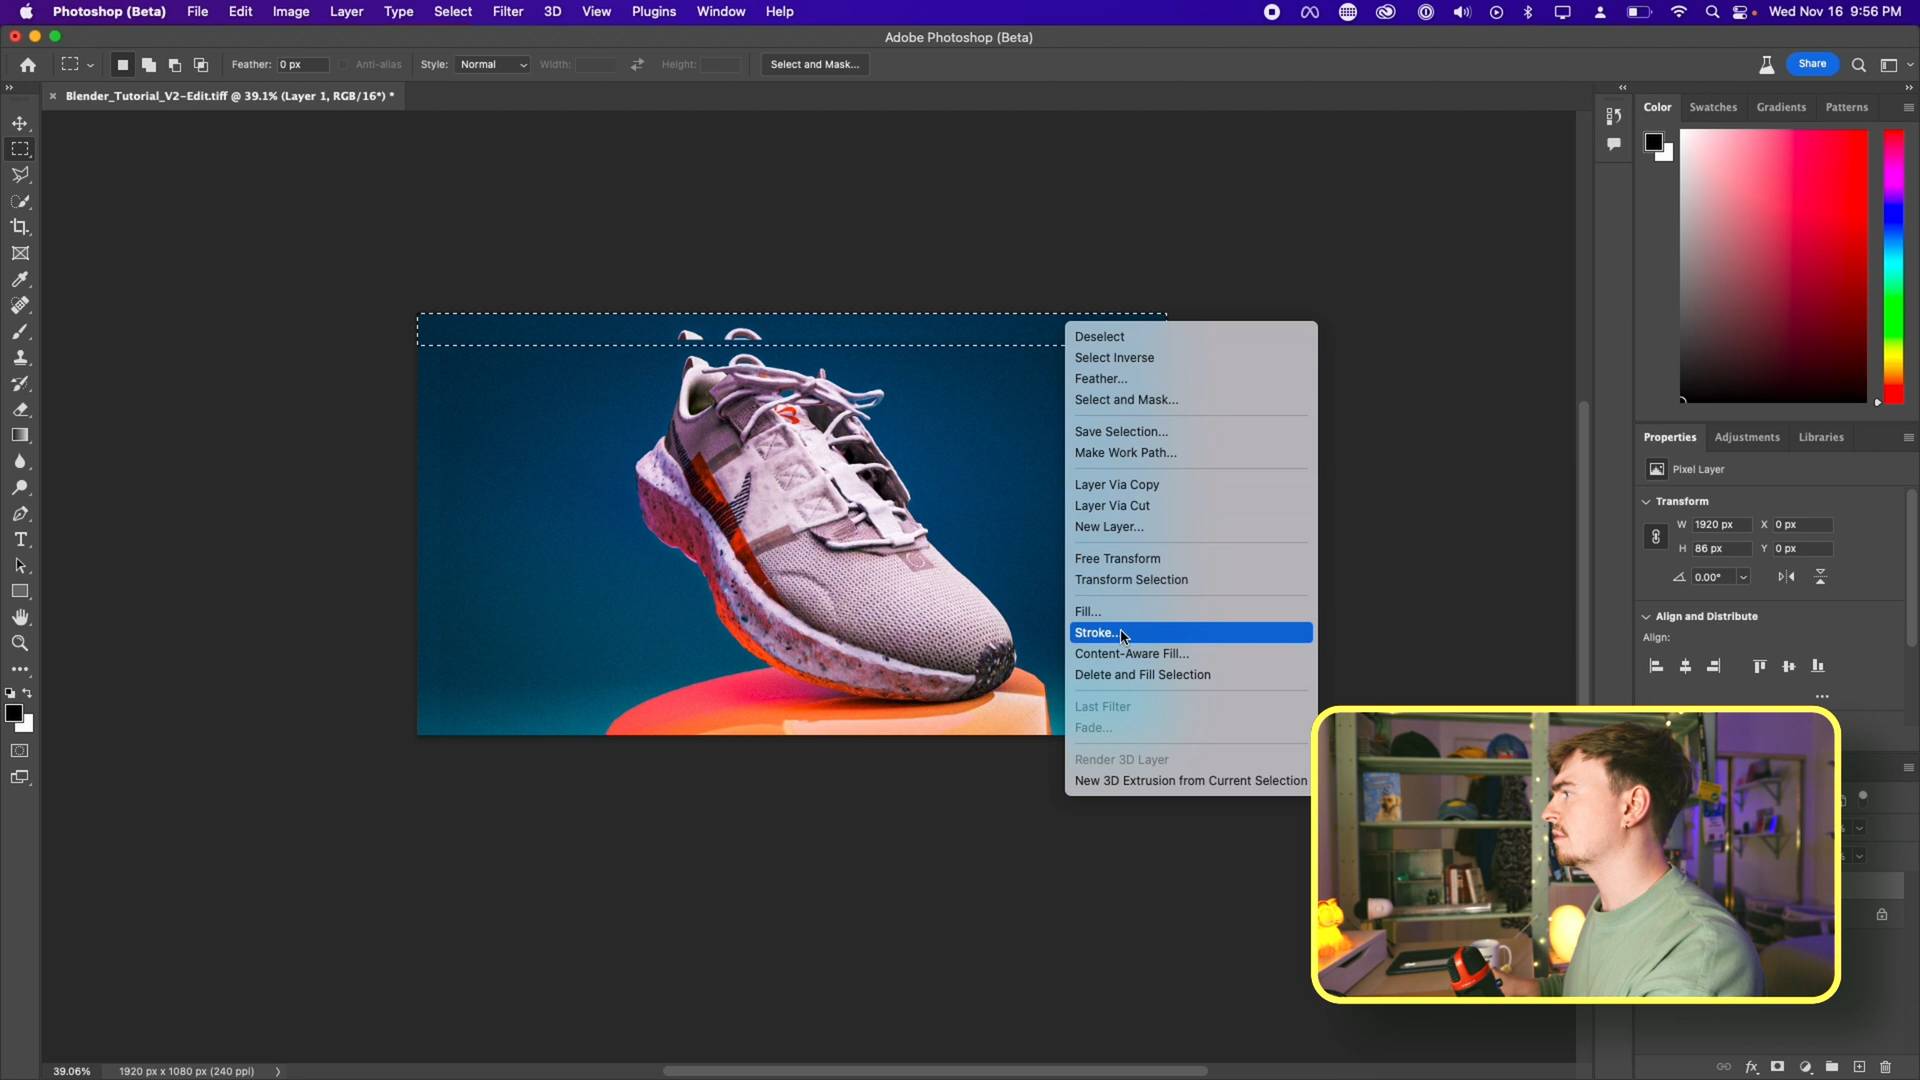 Photoshop (Beta) File Edit Image Layer Type Select Filter 3D View Plugins Window Help Wed Nov 16 9:56 PM
Adobe Photoshop (Beta)
Feather: 0 px Anti-alias Style: Normal Width: Height: Select and Mask... Share
Blender_Tutorial_V2-Edit.tiff @ 39.1% (Layer 1, RGB/16*) *
Color Swatches Gradients Patterns
Deselect
Select Inverse
Feather...
Select and Mask...
Save Selection...
Make Work Path...
Layer Via Copy
Layer Via Cut
New Layer...
Free Transform
Transform Selection
Fill...
Stroke...
Content-Aware Fill...
Delete and Fill Selection
Last Filter
Fade...
Render 3D Layer
New 3D Extrusion from Current Selection
Properties Adjustments Libraries
Pixel Layer
Transform
W 1920 px X 0 px
H 86 px Y 0 px
0.00°
Align and Distribute
Align:
39.06% 1920 px x 1080 px (240 ppi)